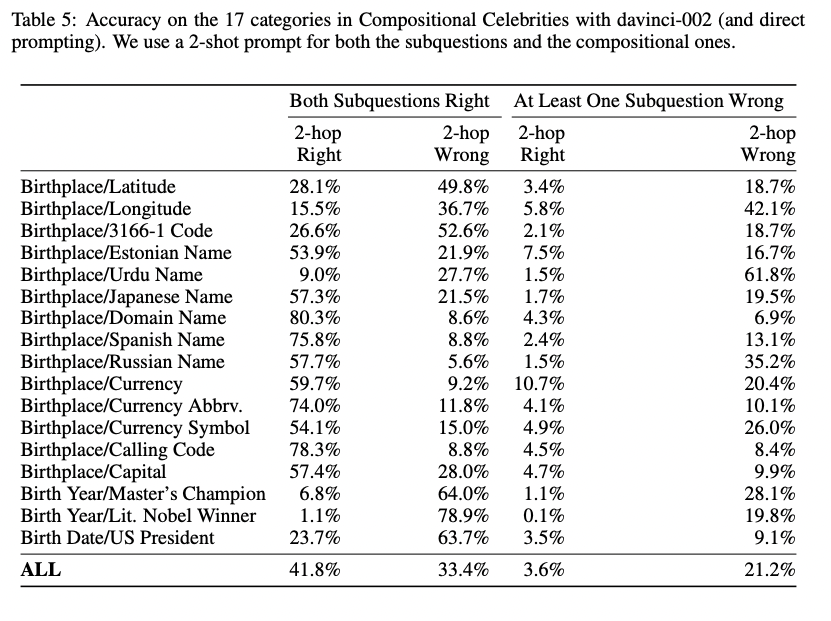 Table 5: Accuracy on the 17 categories in Compositional Celebrities with davinci-002 (and direct
prompting). We use a 2-shot prompt for both the subquestions and the compositional ones.
Both Subquestions Right At Least One Subquestion Wrong
2-hop 2-hop 2-hop 2-hop
Right Wrong Right Wrong
Birthplace/Latitude 28.1% 49.8% 3.4% 18.7%
Birthplace/Longitude 15.5% 36.7% 5.8% 42.1%
Birthplace/3166-1 Code 26.6% 52.6% 2.1% 18.7%
Birthplace/Estonian Name 53.9% 21.9% 7.5% 16.7%
Birthplace/Urdu Name 9.0% 27.7% 1.5% 61.8%
Birthplace/Japanese Name 57.3% 21.5% 1.7% 19.5%
Birthplace/Domain Name 80.3% 8.6% 4.3% 6.9%
Birthplace/Spanish Name 75.8% 8.8% 2.4% 13.1%
Birthplace/Russian Name 57.7% 5.6% 1.5% 35.2%
Birthplace/Currency 59.7% 9.2% 10.7% 20.4%
Birthplace/Currency Abbrv. 74.0% 11.8% 4.1% 10.1%
Birthplace/Currency Symbol 54.1% 15.0% 4.9% 26.0%
Birthplace/Calling Code 78.3% 8.8% 4.5% 8.4%
Birthplace/Capital 57.4% 28.0% 4.7% 9.9%
Birth Year/Master's Champion 6.8% 64.0% 1.1% 28.1%
Birth Year/Lit. Nobel Winner 1.1% 78.9% 0.1% 19.8%
Birth Date/US President 23.7% 63.7% 3.5% 9.1%
ALL 41.8% 33.4% 3.6% 21.2%